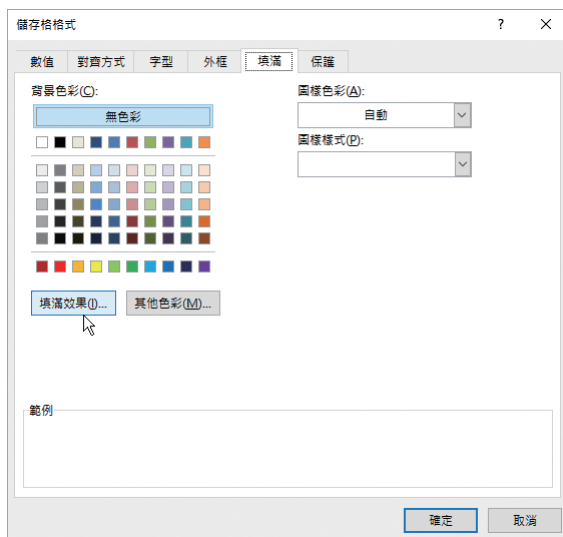 儲存格格式 ? ×
數值 對齊方式 字型 外框 填滿 保護
背景色彩(C):
無色彩
圖樣色彩(A):
自動
圖樣樣式(P):
填滿效果(I)... 其他色彩(M)...
範例
確定 取消